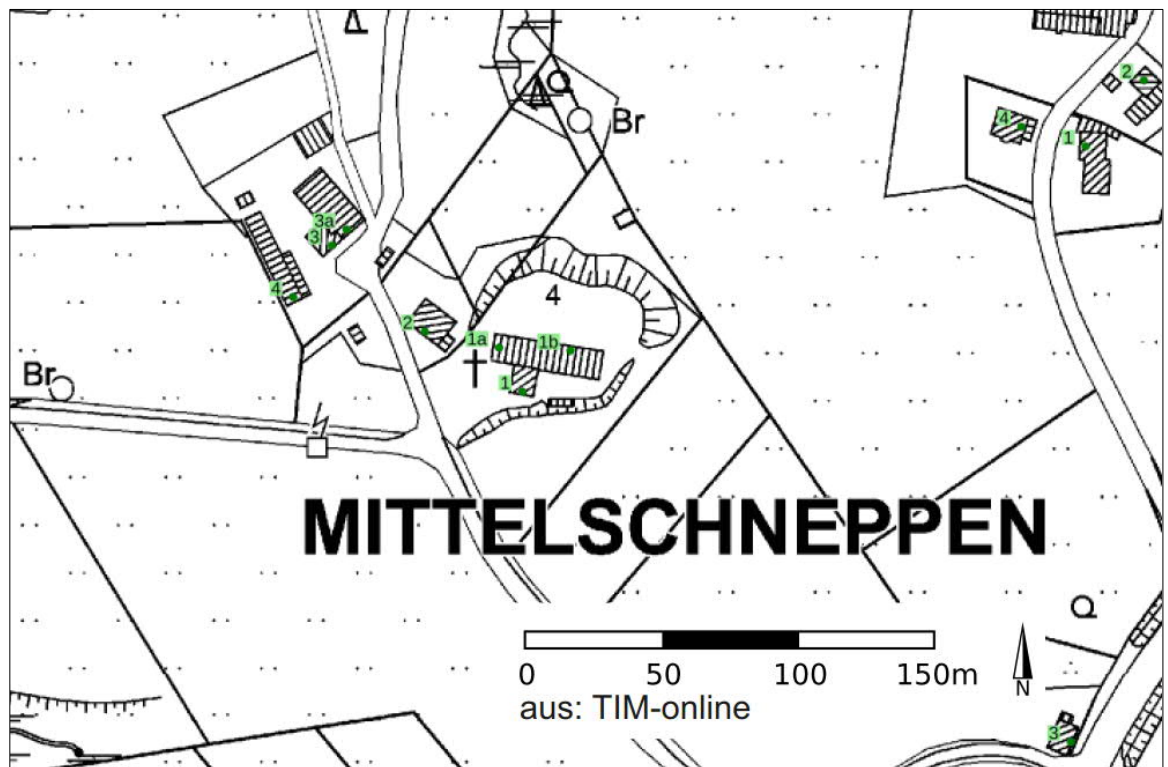 2
Br
4
1
3a
3
4
4
2
1a
1b
1
Br
MITTELSCHNEPPEN
0 50 100 150m
N
aus: TIM-online
3